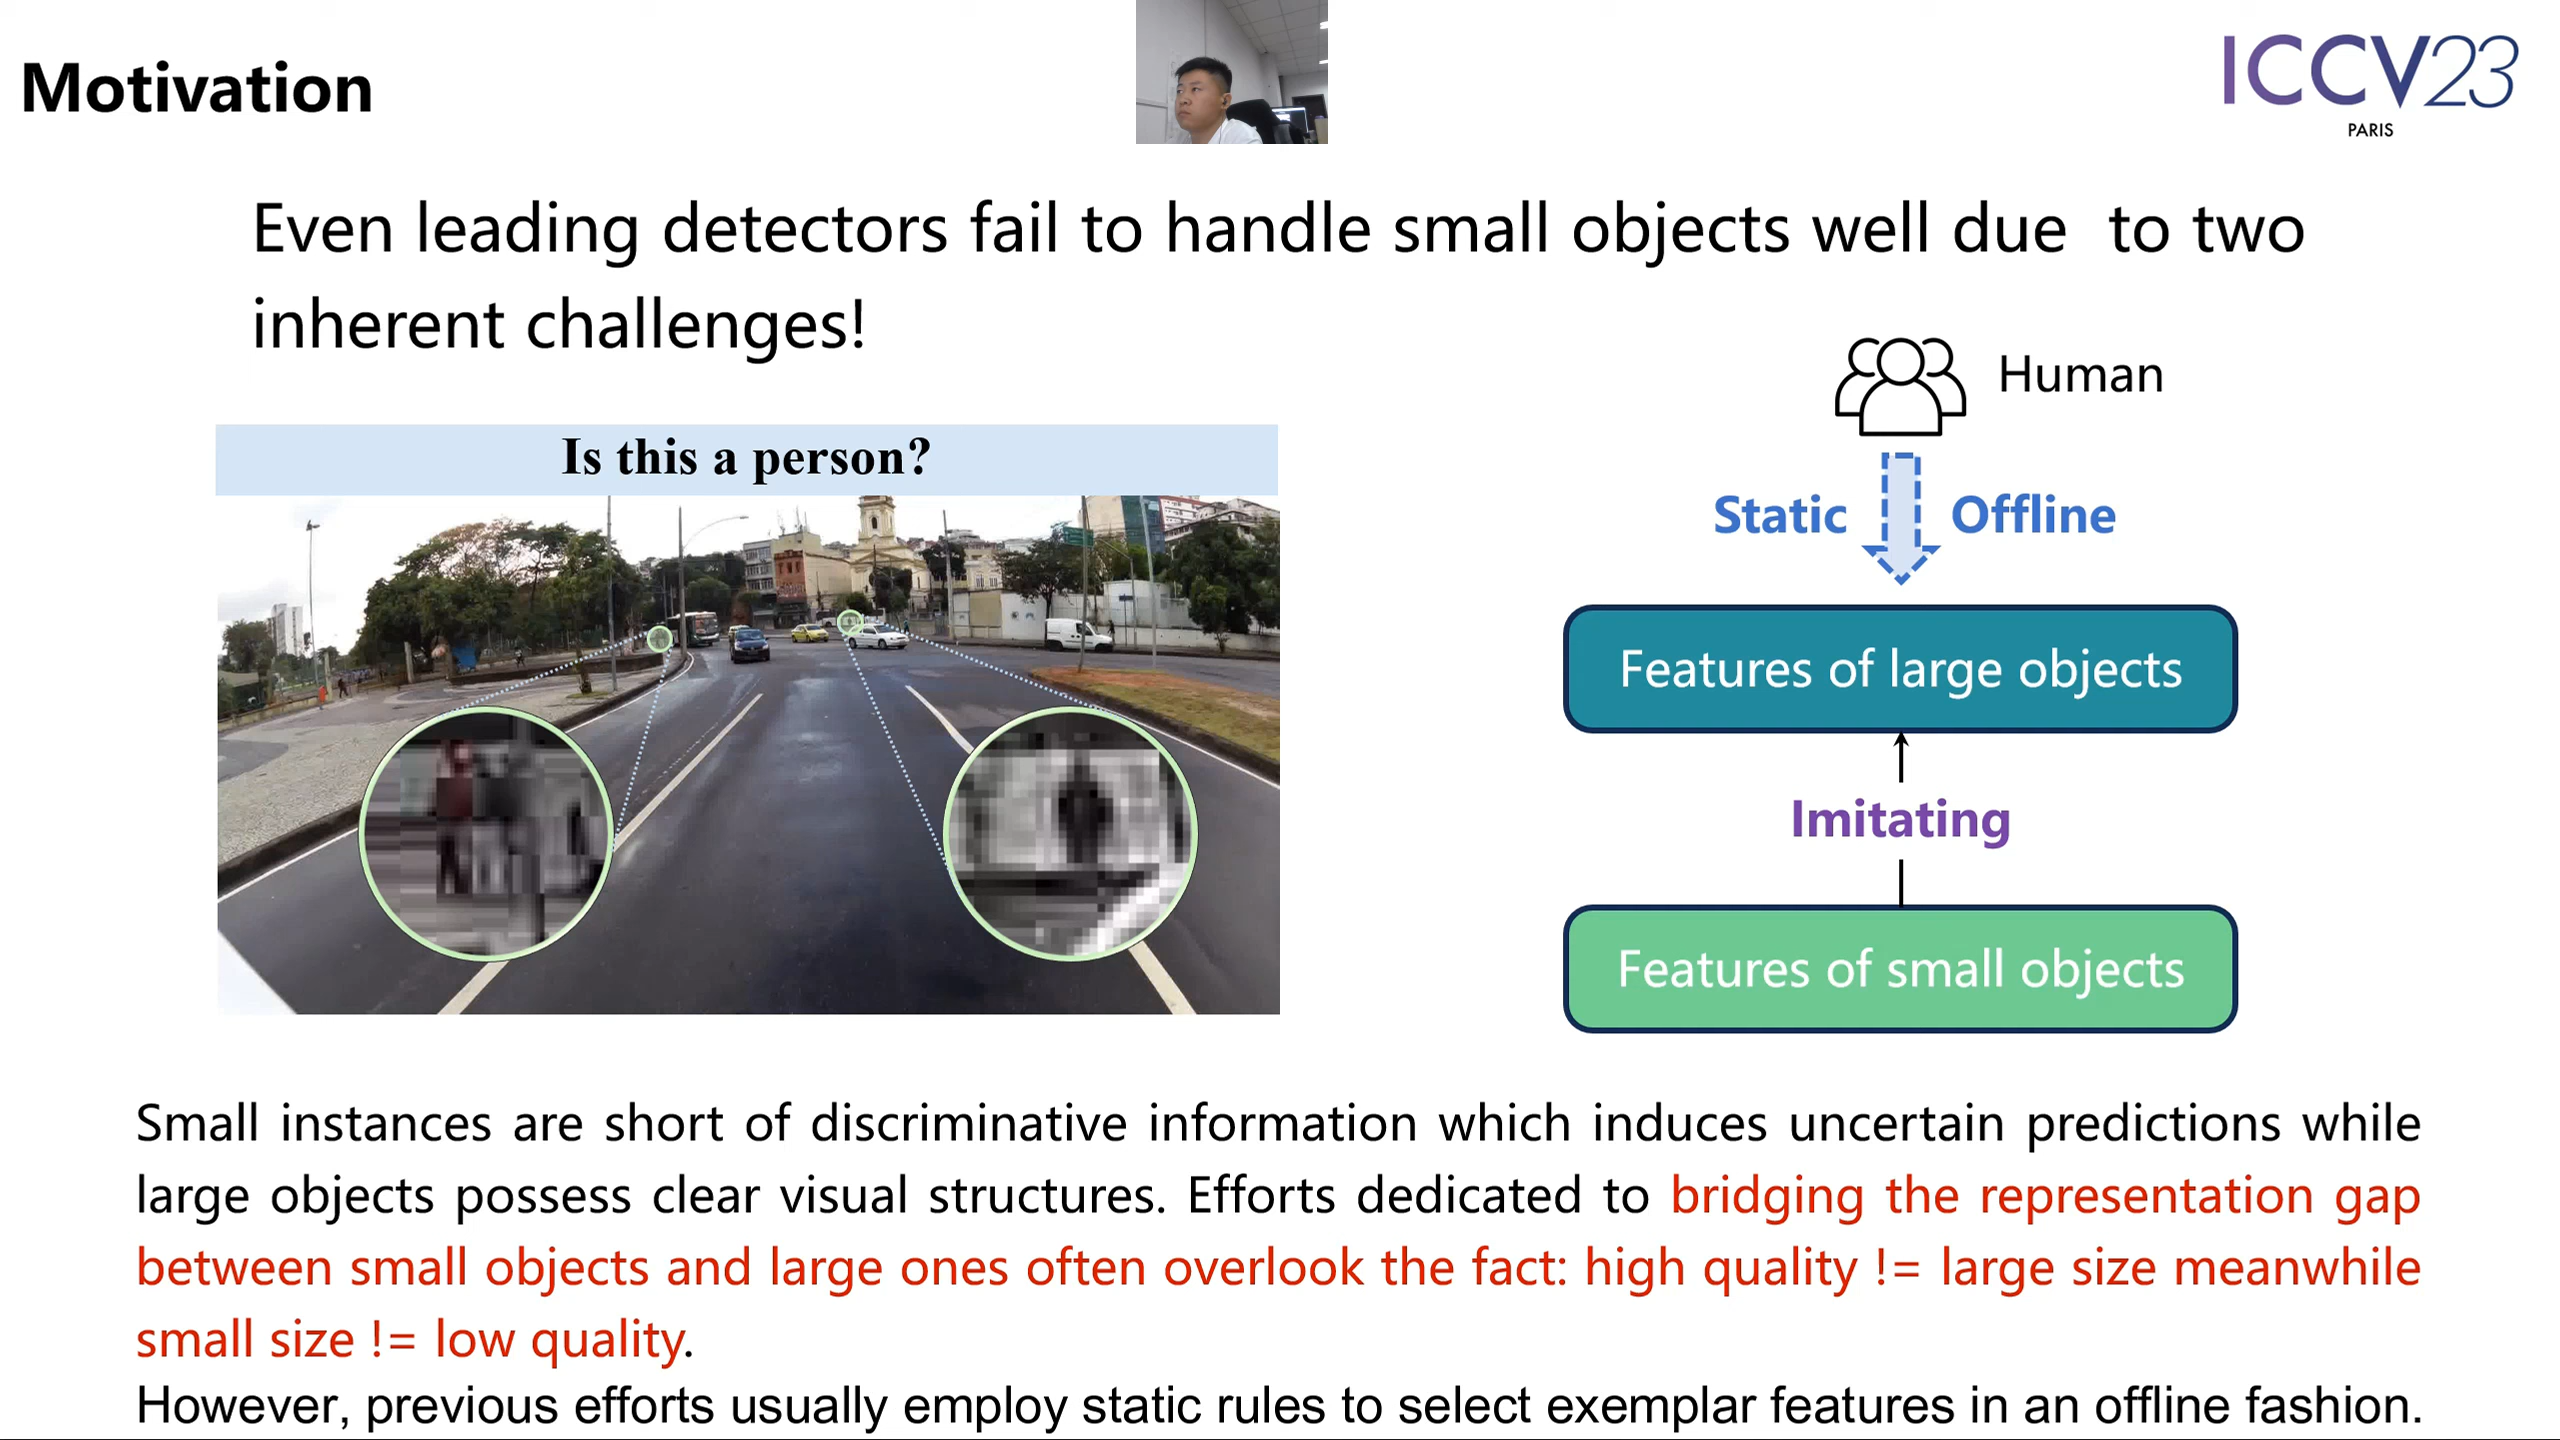 Motivation
ICCV23
PARIS
Even leading detectors fail to handle small objects well due  to two
inherent challenges!
Is this a person?
Human
Static
Offline
Features of large objects
Imitating
Features of small objects
Small instances are short of discriminative information which induces uncertain predictions while
large objects possess clear visual structures. Efforts dedicated to bridging the representation gap
between small objects and large ones often overlook the fact: high quality != large size meanwhile
small size != low quality.
However, previous efforts usually employ static rules to select exemplar features in an offline fashion.